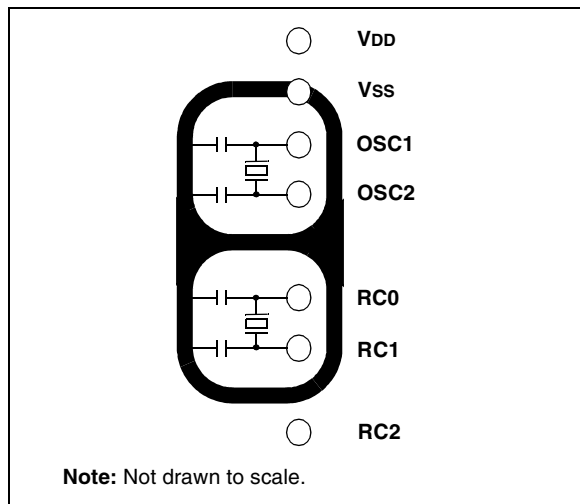 VDD
VSS
OSC1
OSC2
RC0
RC1
RC2
Note: Not drawn to scale.